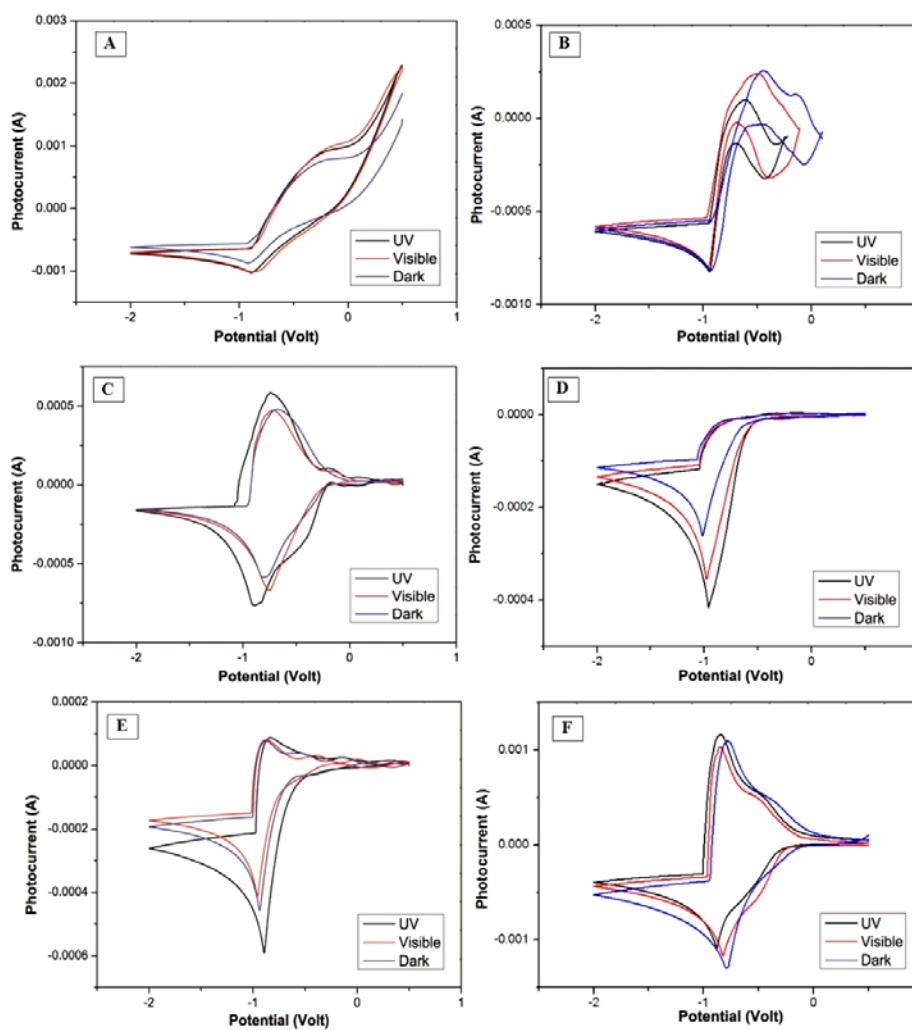 A
Photocurrent (A)
0.003
0.002
0.001
0.000
-0.001
-2
-1
0
1
Potential (Volt)
UV
Visible
Dark
B
Photocurrent (A)
0.0005
0.0000
-0.0005
-0.0010
-2
-1
0
Potential (Volt)
UV
Visible
Dark
C
Photocurrent (A)
0.0005
0.0000
-0.0005
-0.0010
-2
-1
0
1
Potential (Volt)
UV
Visible
Dark
D
Photocurrent (A)
0.0000
-0.0002
-0.0004
-2
-1
0
Potential (Volt)
UV
Visible
Dark
E
Photocurrent (A)
0.0002
0.0000
-0.0002
-0.0004
-0.0006
-2
-1
0
1
Potential (Volt)
UV
Visible
Dark
F
Photocurrent (A)
0.001
0.000
-0.001
-2
-1
0
Potential (Volt)
UV
Visible
Dark